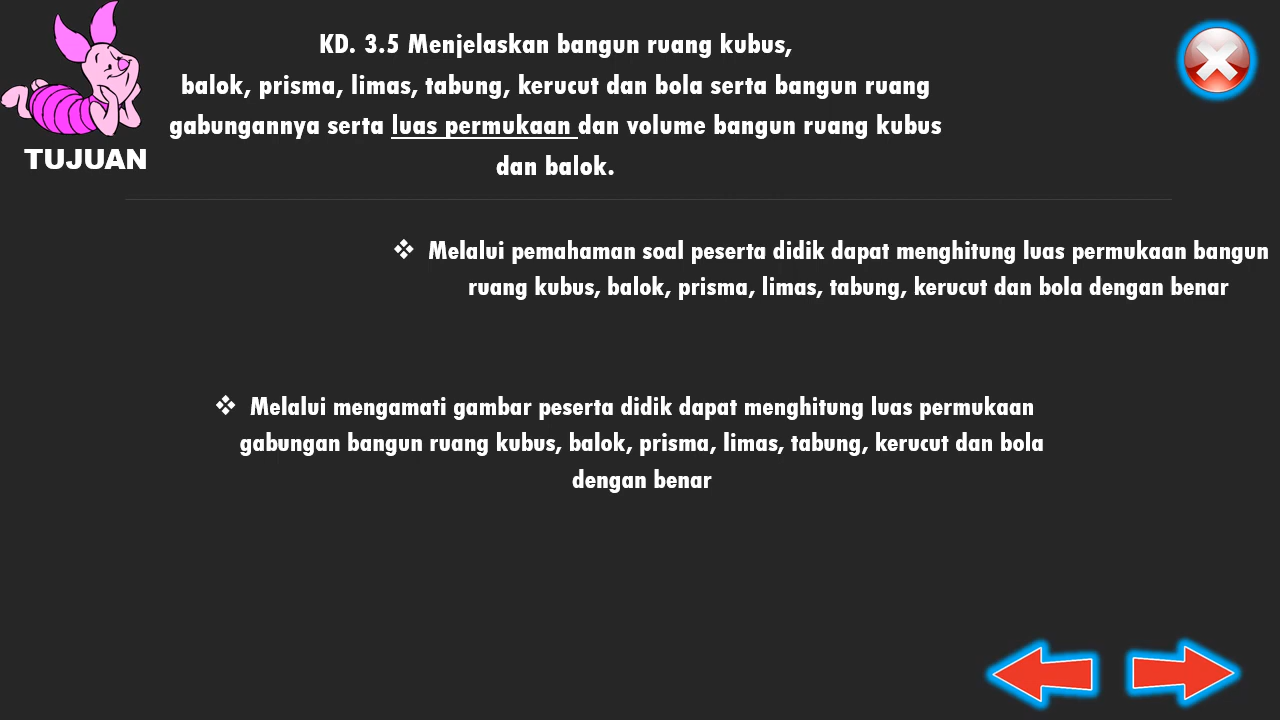 KD. 3.5 Menjelaskan bangun ruang kubus,
balok, prisma, limas, tabung, kerucut dan bola serta bangun ruang
gabungannya serta luas permukaan dan volume bangun ruang kubus
dan balok.
TUJUAN
❖ Melalui pemahaman soal peserta didik dapat menghitung luas permukaan bangun
ruang kubus, balok, prisma, limas, tabung, kerucut dan bola dengan benar
❖ Melalui mengamati gambar peserta didik dapat menghitung luas permukaan
gabungan bangun ruang kubus, balok, prisma, limas, tabung, kerucut dan bola
dengan benar